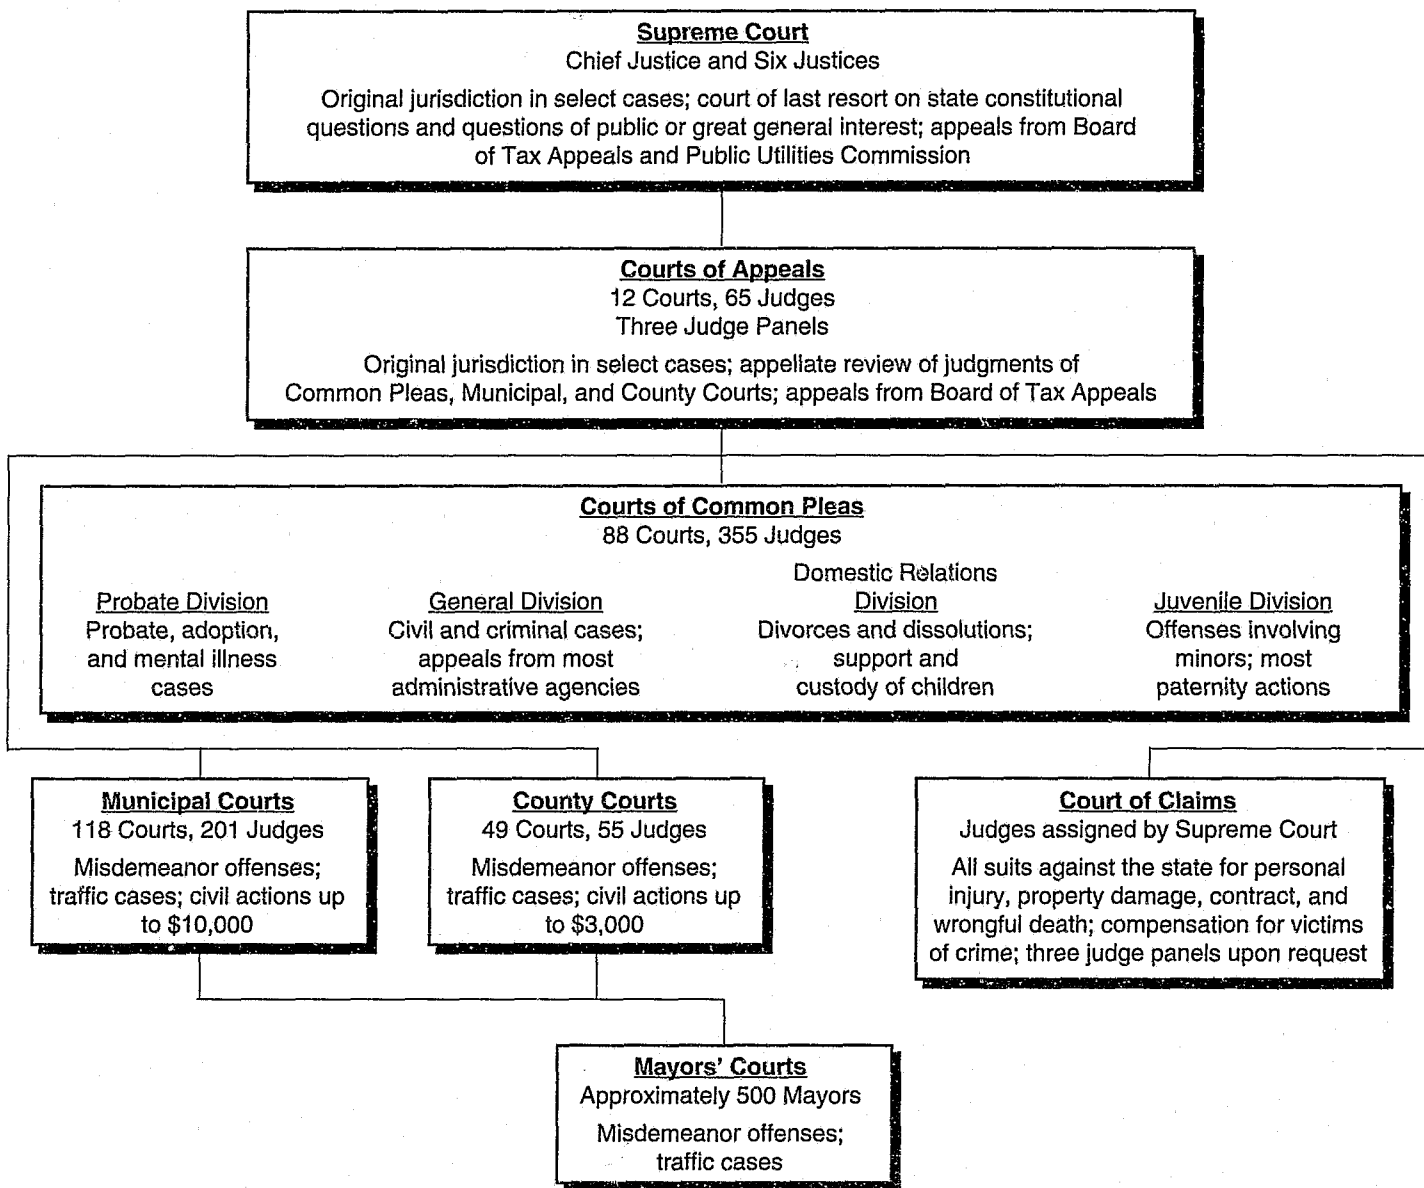 Supreme Court
Chief Justice and Six Justices
Original jurisdiction in select cases; court of last resort on state constitutional
questions and questions of public or great general interest; appeals from Board
of Tax Appeals and Public Utilities Commission
Courts of Appeals
12 Courts, 65 Judges
Three Judge Panels
Original jurisdiction in select cases; appellate review of judgments of
Common Pleas, Municipal, and County Courts; appeals from Board of Tax Appeals
Courts of Common Pleas
88 Courts, 355 Judges
Probate Division
Probate, adoption,
and mental illness
cases
General Division
Civil and criminal cases;
appeals from most
administrative agencies
Domestic Relations
Division
Divorces and dissolutions;
support and
custody of children
Juvenile Division
Offenses involving
minors; most
paternity actions
Municipal Courts
118 Courts, 201 Judges
Misdemeanor offenses;
traffic cases; civil actions up
to $10,000
County Courts
49 Courts, 55 Judges
Misdemeanor offenses;
traffic cases; civil actions up
to $3,000
Court of Claims
Judges assigned by Supreme Court
All suits against the state for personal
injury, property damage, contract, and
wrongful death; compensation for victims
of crime; three judge panels upon request
Mayors' Courts
Approximately 500 Mayors
Misdemeanor offenses;
traffic cases